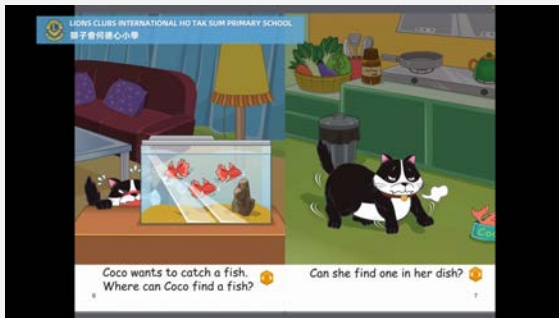 LIONS CLUBS INTERNATIONAL HO TAK SUM PRIMARY SCHOOL
獅子會何德心小學
Coco wants to catch a fish.
Where can Coco find a fish?
6
Can she find one in her dish?
7
Coc